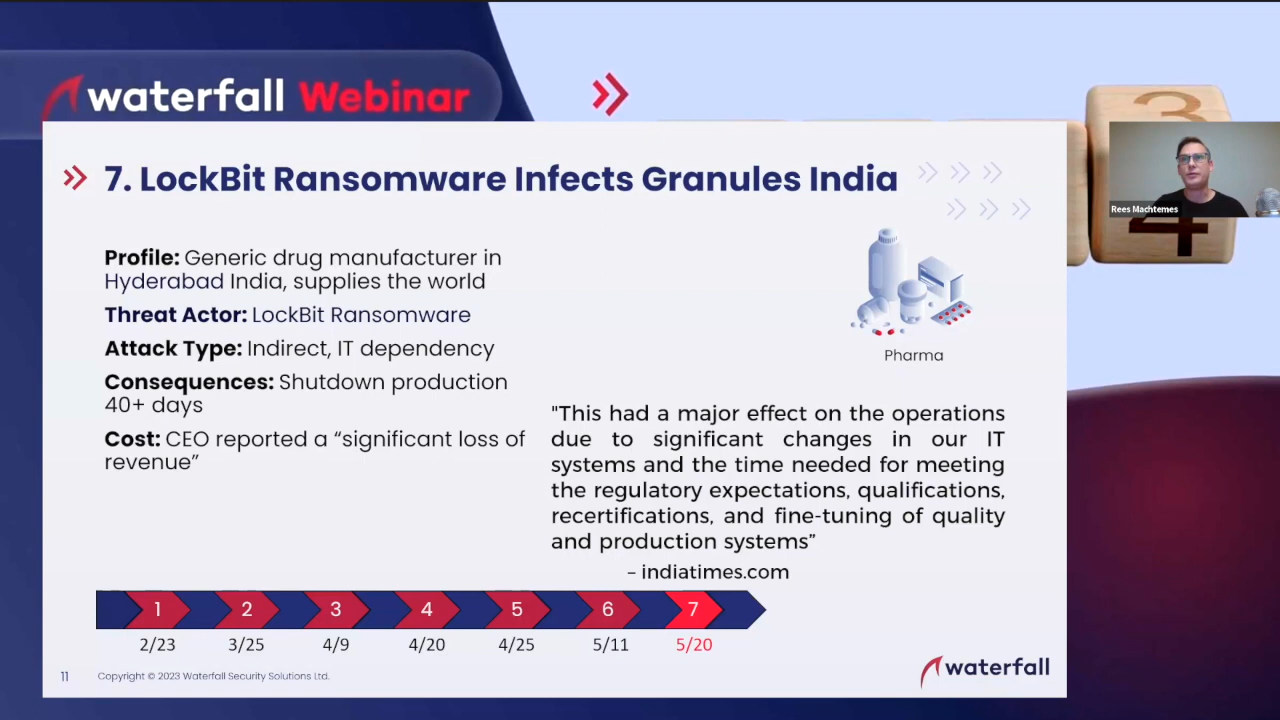 waterfall Webinar
3
4
Rees Machtemes
7. LockBit Ransomware Infects Granules India
Profile: Generic drug manufacturer in
Hyderabad India, supplies the world
Threat Actor: LockBit Ransomware
Attack Type: Indirect, IT dependency
Consequences: Shutdown production
40+ days
Cost: CEO reported a “significant loss of
revenue”
Pharma
"This had a major effect on the operations
due to significant changes in our IT
systems and the time needed for meeting
the regulatory expectations, qualifications,
recertifications, and fine-tuning of quality
and production systems”
– indiatimes.com
1 2 3 4 5 6 7
2/23 3/25 4/9 4/20 4/25 5/11 5/20
11 Copyright © 2023 Waterfall Security Solutions Ltd.
waterfall